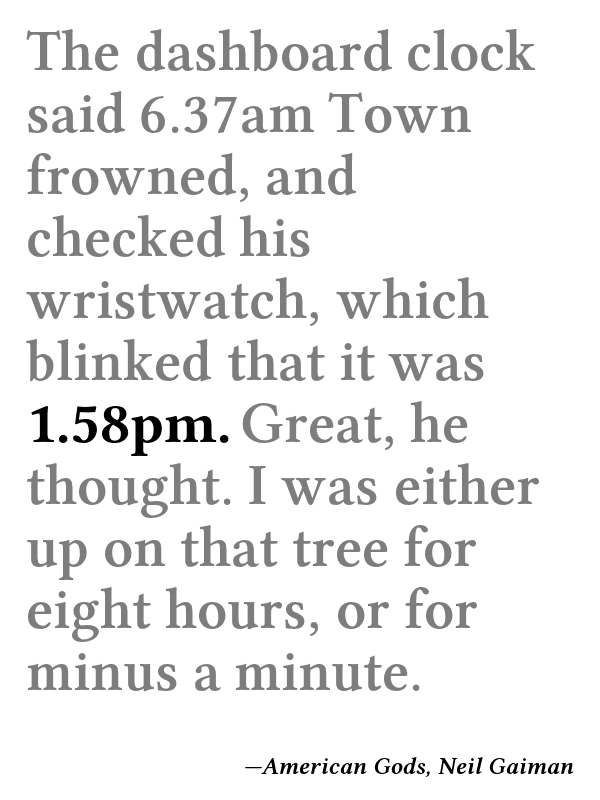 The dashboard clock
said 6.37am Town
frowned, and
checked his
wristwatch, which
blinked that it was
1.58pm. Great, he
thought. I was either
up on that tree for
eight hours, or for
minus a minute.
—American Gods, Neil Gaiman